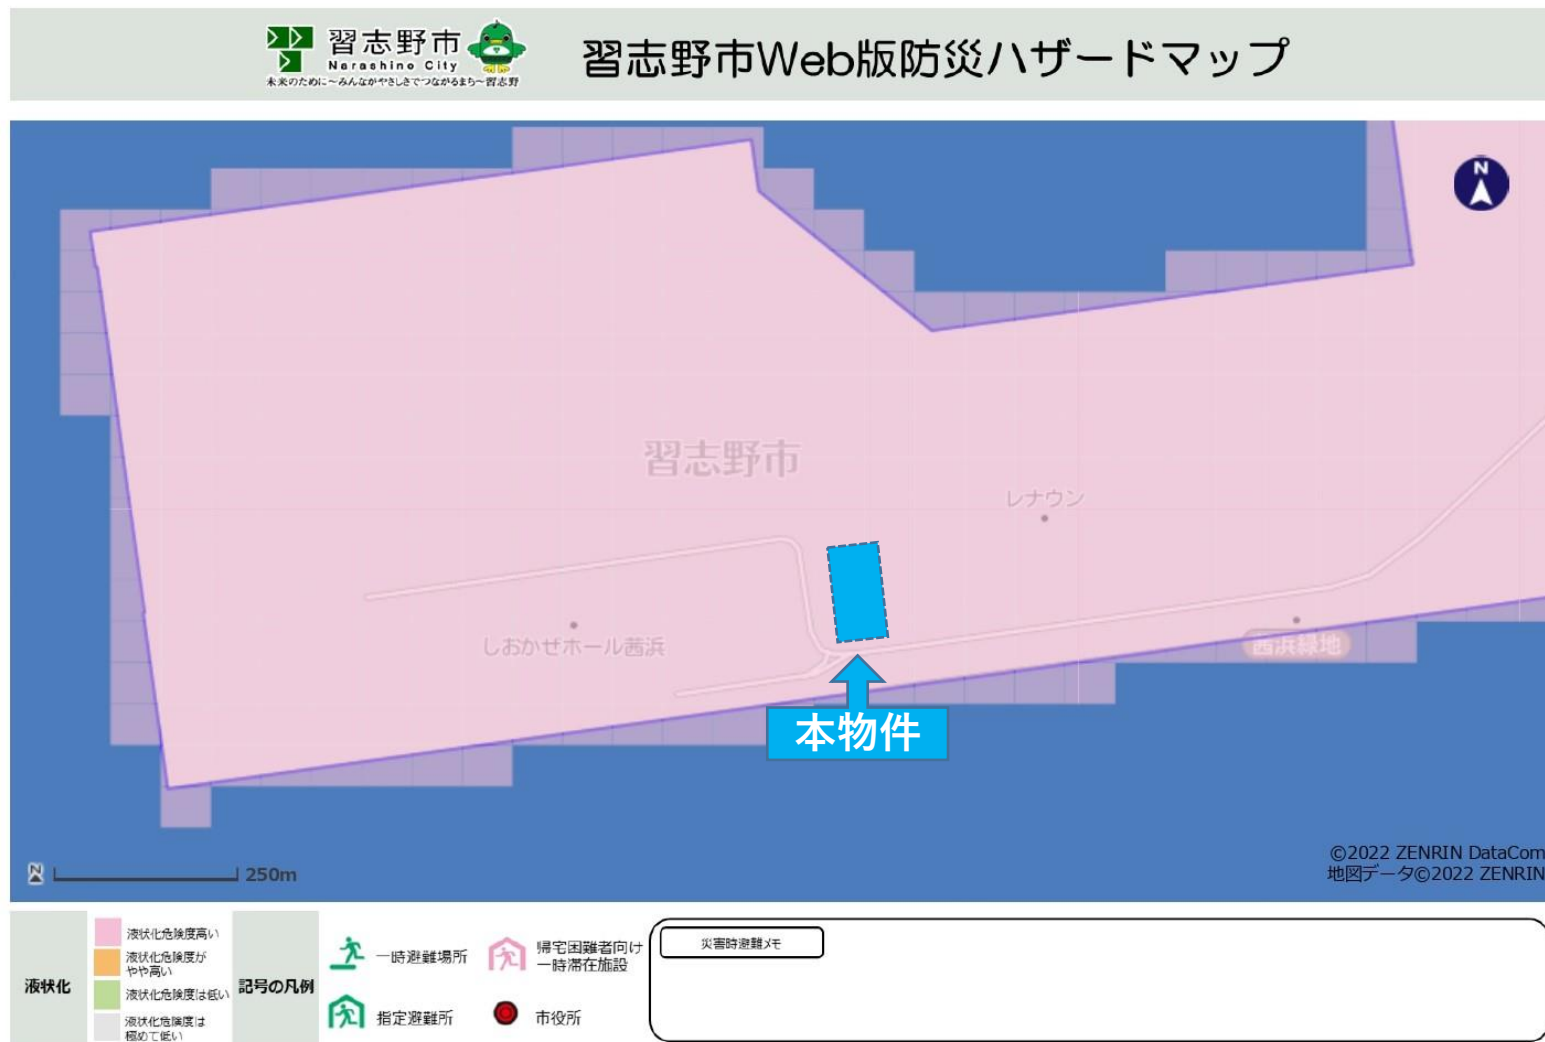 習志野市
Narashino City
未来のために～みんながやさしさでつながるまち～習志野
習志野市Web版防災ハザードマップ
N
習志野市
レナウン
しおかぜホール茜浜
茜浜緑地
本物件
N
250m
©2022 ZENRIN DataCom
地図データ©2022 ZENRIN
液状化
液状化危険度高い
液状化危険度が
やや高い
液状化危険度は低い
液状化危険度は
極めて低い
記号の凡例
一時避難場所
指定避難所
帰宅困難者向け
一時滞在施設
市役所
災害時避難メモ